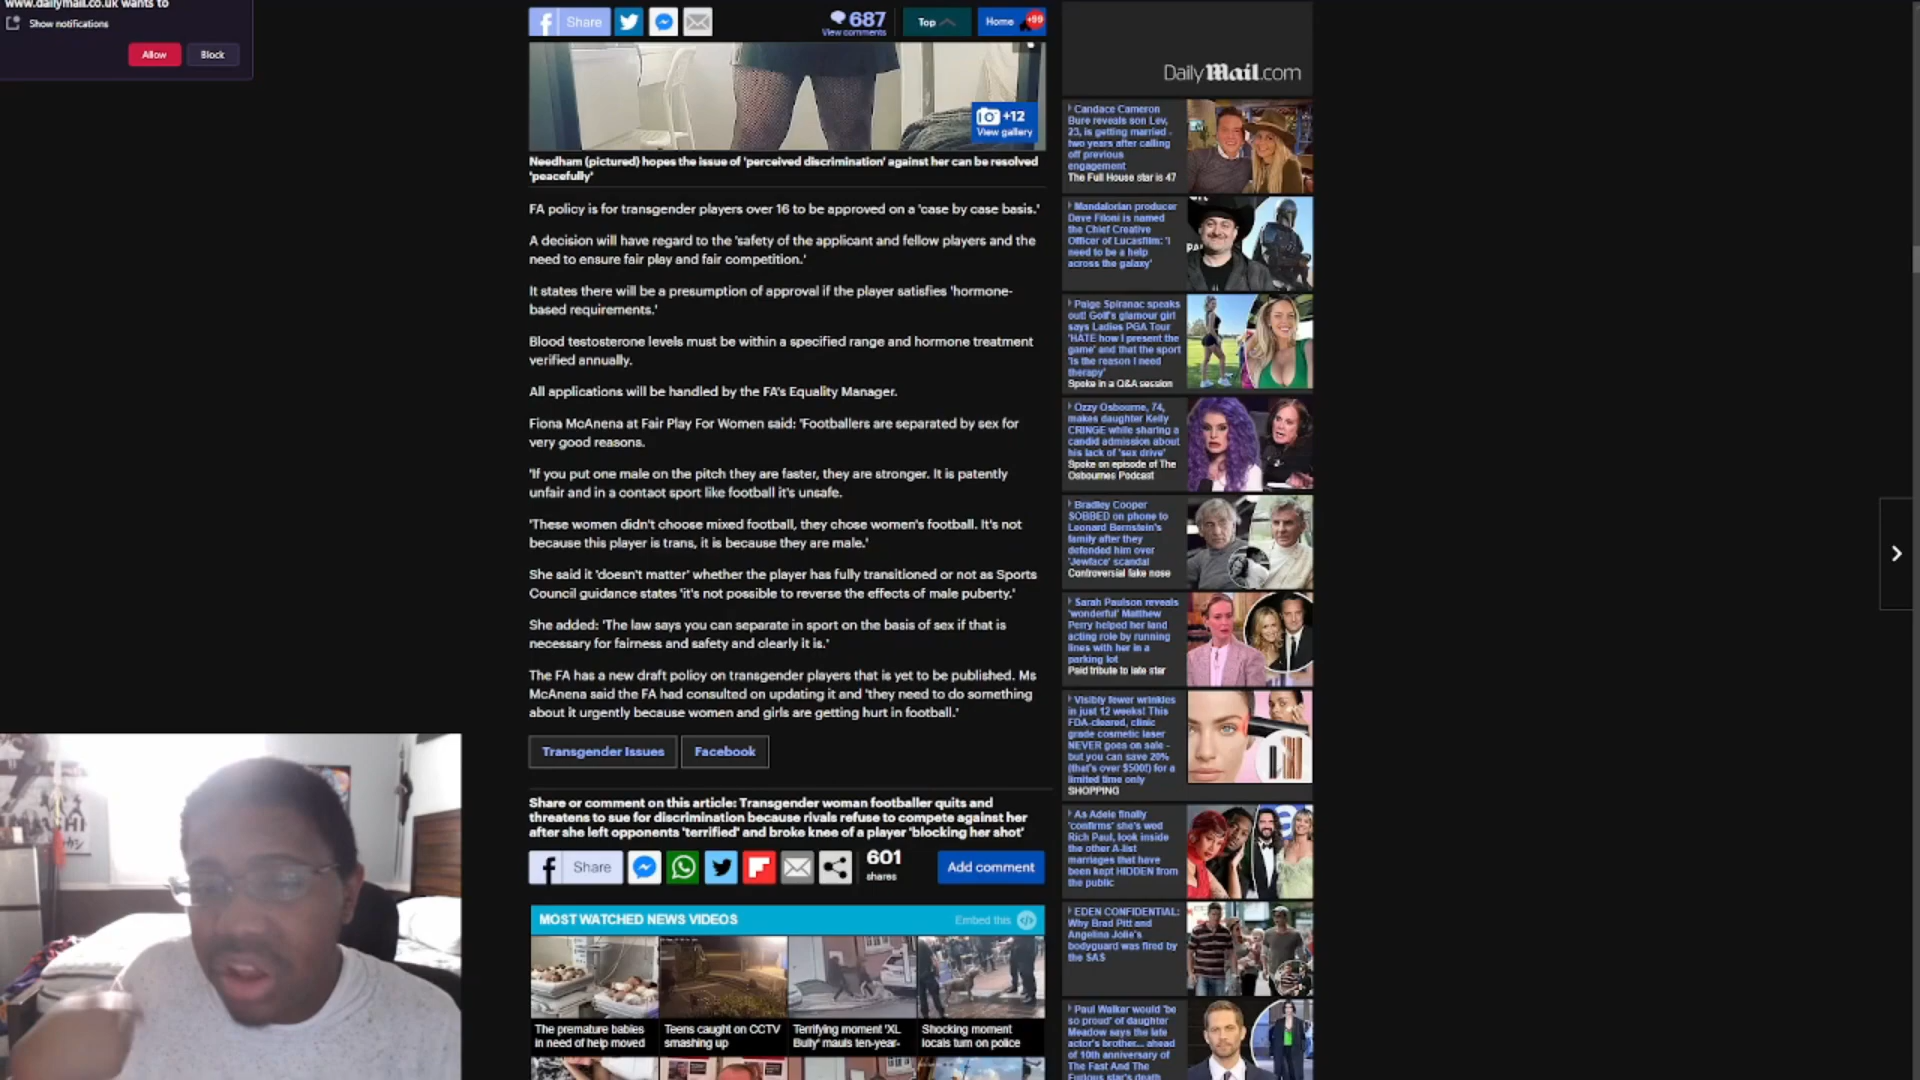 www.dailymail.co.uk wants to
Show notifications
Allow
Block
Share
687
View comments
Top
Home
+99
+12
View gallery
Needham (pictured) hopes the issue of 'perceived discrimination' against her can be resolved
'peacefully'
FA policy is for transgender players over 16 to be approved on a 'case by case basis.'
A decision will have regard to the 'safety of the applicant and fellow players and the
need to ensure fair play and fair competition.'
It states there will be a presumption of approval if the player satisfies 'hormone-
based requirements.'
Blood testosterone levels must be within a specified range and hormone treatment
verified annually.
All applications will be handled by the FA's Equality Manager.
Fiona McAnena at Fair Play For Women said: 'Footballers are separated by sex for
very good reasons.
'If you put one male on the pitch they are faster, they are stronger. It is patently
unfair and in a contact sport like football it's unsafe.
'These women didn't choose mixed football, they chose women's football. It's not
because this player is trans, it is because they are male.'
She said it 'doesn't matter' whether the player has fully transitioned or not as Sports
Council guidance states 'it's not possible to reverse the effects of male puberty.'
She added: 'The law says you can separate in sport on the basis of sex if that is
necessary for fairness and safety and clearly it is.'
The FA has a new draft policy on transgender players that is yet to be published. Ms
McAnena said the FA had consulted on updating it and 'they need to do something
about it urgently because women and girls are getting hurt in football.'
Transgender Issues
Facebook
Share or comment on this article: Transgender woman footballer quits and
threatens to sue for discrimination because rivals refuse to compete against her
after she left opponents 'terrified' and broke knee of a player 'blocking her shot'
Share
601
shares
Add comment
MOST WATCHED NEWS VIDEOS
Embed this
The premature babies
in need of help moved
Teens caught on CCTV
smashing up
Terrifying moment 'XL
Bully' mauls ten-year-
Shocking moment
locals turn on police
Daily Mail.com
Candace Cameron
Bure reveals son Lev,
23, is getting married -
two years after calling
off previous
engagement
The Full House star is 47
Mandalorian producer
Dave Filoni is named
the Chief Creative
Officer of Lucasfilm: 'I
need to be a help
across the galaxy'
Paige Spiranac speaks
out! Golf's glamour girl
says Ladies PGA Tour
'HATE how I present the
game' and that the sport
'is the reason I need
therapy'
Spoke in a Q&A session
Ozzy Osbourne, 74,
makes daughter Kelly
CRINGE while sharing a
candid admission about
his lack of 'sex drive'
Spoke on episode of The
Osbournes Podcast
Bradley Cooper
SOBBED on phone to
Leonard Bernstein's
family after they
defended him over
'Jewface' scandal
Controversial fake nose
Sarah Paulson reveals
'wonderful' Matthew
Perry helped her land
acting role by running
lines with her in a
parking lot
Paid tribute to late star
Visibly fewer wrinkles
in just 12 weeks! This
FDA-cleared, clinic
grade cosmetic laser
NEVER goes on sale -
but you can save 20%
(that's over $500!) for a
limited time only
SHOPPING
As Adele finally
'confirms' she's wed
Rich Paul, look inside
the other A-list
marriages that have
been kept HIDDEN from
the public
EDEN CONFIDENTIAL:
Why Brad Pitt and
Angelina Jolie's
bodyguard was fired by
the SAS
Paul Walker would 'be
so proud' of daughter
Meadow says the late
actor's brother... ahead
of 10th anniversary of
The Fast And The
Furious star's death